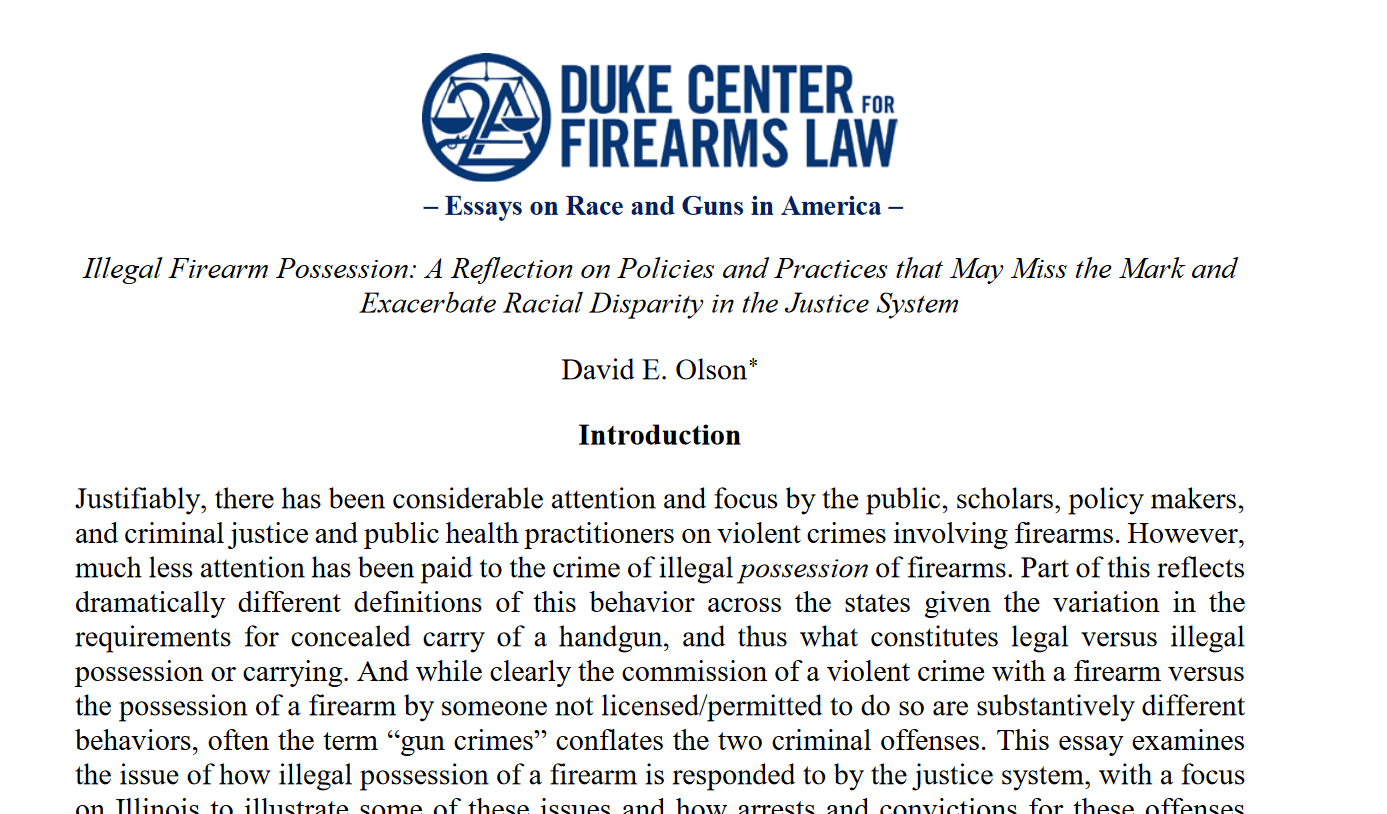 2A DUKE CENTER FOR
FIREARMS LAW
– Essays on Race and Guns in America –
Illegal Firearm Possession: A Reflection on Policies and Practices that May Miss the Mark and
Exacerbate Racial Disparity in the Justice System
David E. Olson*
Introduction
Justifiably, there has been considerable attention and focus by the public, scholars, policy makers,
and criminal justice and public health practitioners on violent crimes involving firearms. However,
much less attention has been paid to the crime of illegal possession of firearms. Part of this reflects
dramatically different definitions of this behavior across the states given the variation in the
requirements for concealed carry of a handgun, and thus what constitutes legal versus illegal
possession or carrying. And while clearly the commission of a violent crime with a firearm versus
the possession of a firearm by someone not licensed/permitted to do so are substantively different
behaviors, often the term “gun crimes” conflates the two criminal offenses. This essay examines
the issue of how illegal possession of a firearm is responded to by the justice system, with a focus
on Illinois to illustrate some of these issues and how arrests and convictions for these offenses